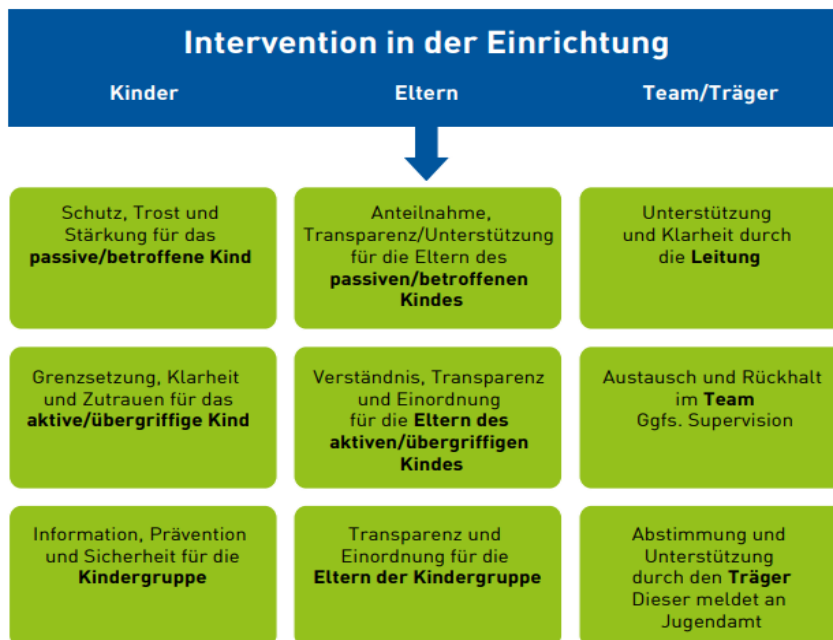 Intervention in der Einrichtung
Kinder
Eltern
Team/Träger
Schutz, Trost und
Stärkung für das
passive/betroffene Kind
Anteilnahme,
Transparenz/Unterstützung
für die Eltern des
passiven/betroffenen
Kindes
Unterstützung
und Klarheit durch
die Leitung
Grenzsetzung, Klarheit
und Zutrauen für das
aktive/übergriffige Kind
Verständnis, Transparenz
und Einordnung
für die Eltern des
aktiven/übergriffigen
Kindes
Austausch und Rückhalt
im Team
Ggfs. Supervision
Information, Prävention
und Sicherheit für die
Kindergruppe
Transparenz und
Einordnung für die
Eltern der Kindergruppe
Abstimmung und
Unterstützung
durch den Träger
Dieser meldet an
Jugendamt